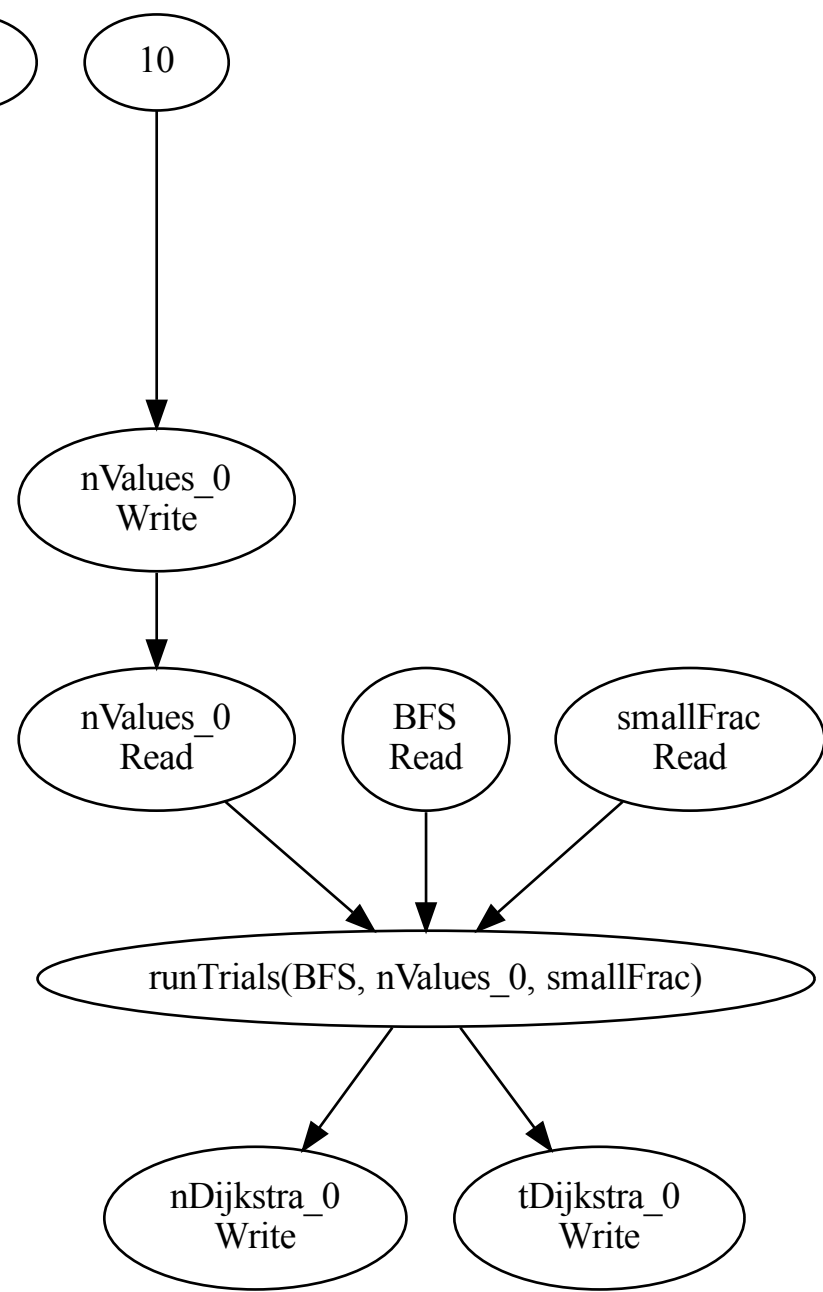 10
nValues_0
Write
nValues_0
Read
BFS
Read
smallFrac
Read
runTrials(BFS, nValues_0, smallFrac)
nDijkstra_0
Write
tDijkstra_0
Write